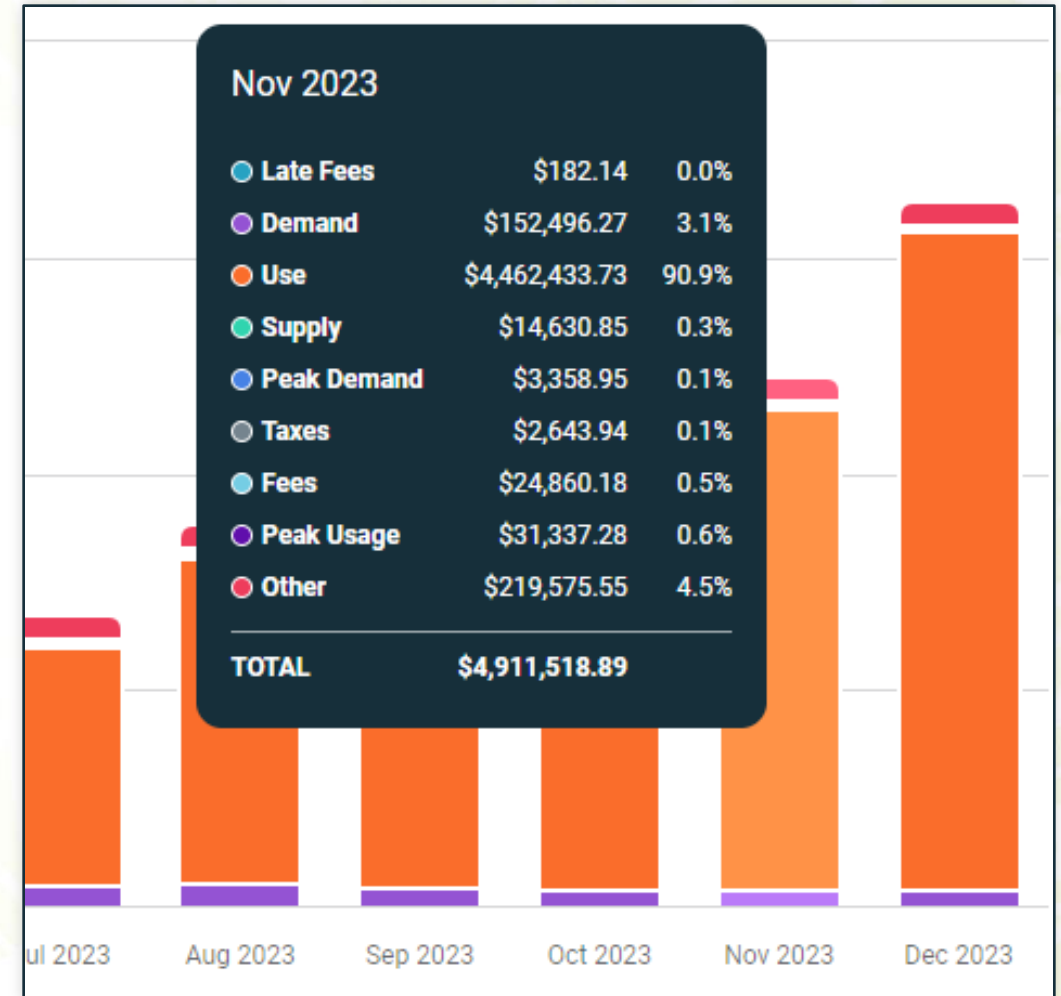 Nov 2023
Late Fees $182.14 0.0%
Demand $152,496.27 3.1%
Use $4,462,433.73 90.9%
Supply $14,630.85 0.3%
Peak Demand $3,358.95 0.1%
Taxes $2,643.94 0.1%
Fees $24,860.18 0.5%
Peak Usage $31,337.28 0.6%
Other $219,575.55 4.5%
TOTAL $4,911,518.89
ul 2023 Aug 2023 Sep 2023 Oct 2023 Nov 2023 Dec 2023